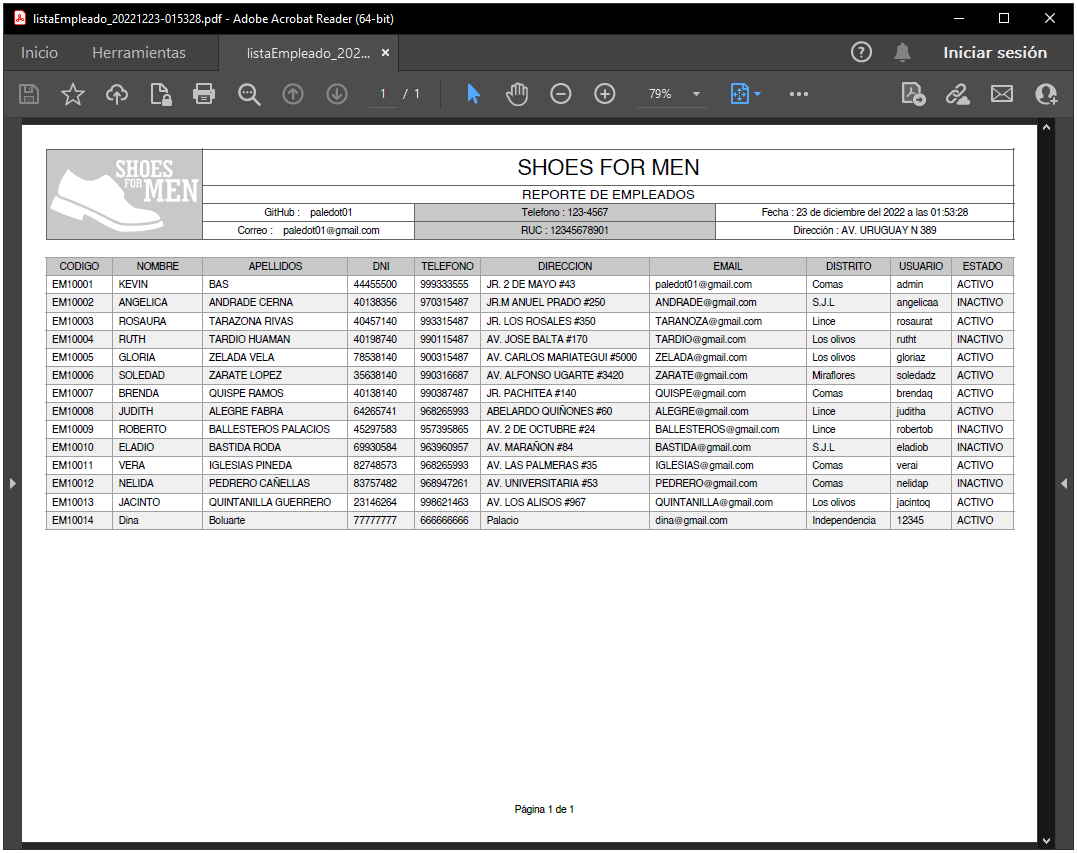 listaEmpleado_20221223-015328.pdf - Adobe Acrobat Reader (64-bit)
Inicio Herramientas listaEmpleado_202... × Iniciar sesión
1 / 1 79%
SHOES FOR MEN
SHOES FOR MEN
REPORTE DE EMPLEADOS
GitHub : paledot01 Telefono : 123-4567 Fecha : 23 de diciembre del 2022 a las 01:53:28
Correo : paledot01@gmail.com RUC : 12345678901 Dirección : AV. URUGUAY N 389
CODIGO NOMBRE APELLIDOS DNI TELEFONO DIRECCION EMAIL DISTRITO USUARIO ESTADO
EM10001 KEVIN BAS 44455500 999333555 JR. 2 DE MAYO #43 paledot01@gmail.com Comas admin ACTIVO
EM10002 ANGELICA ANDRADE CERNA 40138356 970315487 JR.M ANUEL PRADO #250 ANDRADE@gmail.com S.J.L angelicaa INACTIVO
EM10003 ROSAURA TARAZONA RIVAS 40457140 993315487 JR. LOS ROSALES #350 TARANOZA@gmail.com Lince rosaurat ACTIVO
EM10004 RUTH TARDIO HUAMAN 40198740 990115487 AV. JOSE BALTA #170 TARDIO@gmail.com Los olivos rutht INACTIVO
EM10005 GLORIA ZELADA VELA 78538140 900315487 AV. CARLOS MARIATEGUI #5000 ZELADA@gmail.com Los olivos gloriaz ACTIVO
EM10006 SOLEDAD ZARATE LOPEZ 35638140 990316687 AV. ALFONSO UGARTE #3420 ZARATE@gmail.com Miraflores soledadz ACTIVO
EM10007 BRENDA QUISPE RAMOS 40138140 990387487 JR. PACHITEA #140 QUISPE@gmail.com Comas brendaq ACTIVO
EM10008 JUDITH ALEGRE FABRA 64265741 968265993 ABELARDO QUIÑONES #60 ALEGRE@gmail.com Lince juditha ACTIVO
EM10009 ROBERTO BALLESTEROS PALACIOS 45297583 957395865 AV. 2 DE OCTUBRE #24 BALLESTEROS@gmail.com Lince robertob INACTIVO
EM10010 ELADIO BASTIDA RODA 69930584 963960957 AV. MARAÑON #84 BASTIDA@gmail.com S.J.L eladiob INACTIVO
EM10011 VERA IGLESIAS PINEDA 82748573 968265993 AV. LAS PALMERAS #35 IGLESIAS@gmail.com Comas verai ACTIVO
EM10012 NELIDA PEDRERO CAÑELLAS 83757482 968947261 AV. UNIVERSITARIA #53 PEDRERO@gmail.com Comas nelidap INACTIVO
EM10013 JACINTO QUINTANILLA GUERRERO 23146264 998621463 AV. LOS ALISOS #967 QUINTANILLA@gmail.com Los olivos jacintoq ACTIVO
EM10014 Dina Boluarte 77777777 666666666 Palacio dina@gmail.com Independencia 12345 ACTIVO
Página 1 de 1